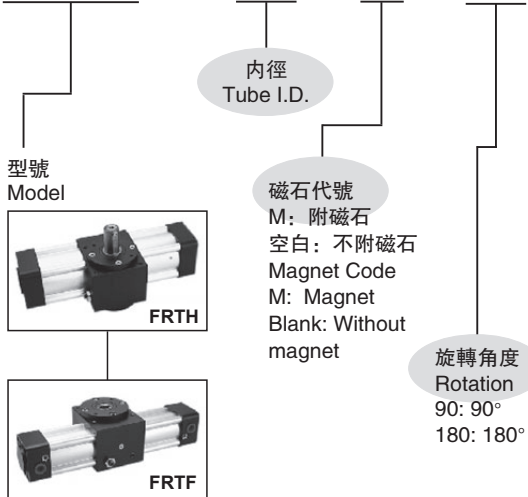 內徑
Tube I.D.
型號
Model
FRTH
FRTF
磁石代號
M：附磁石
空白：不附磁石
Magnet Code
M: Magnet
Blank: Without
magnet
旋轉角度
Rotation
90: 90°
180: 180°